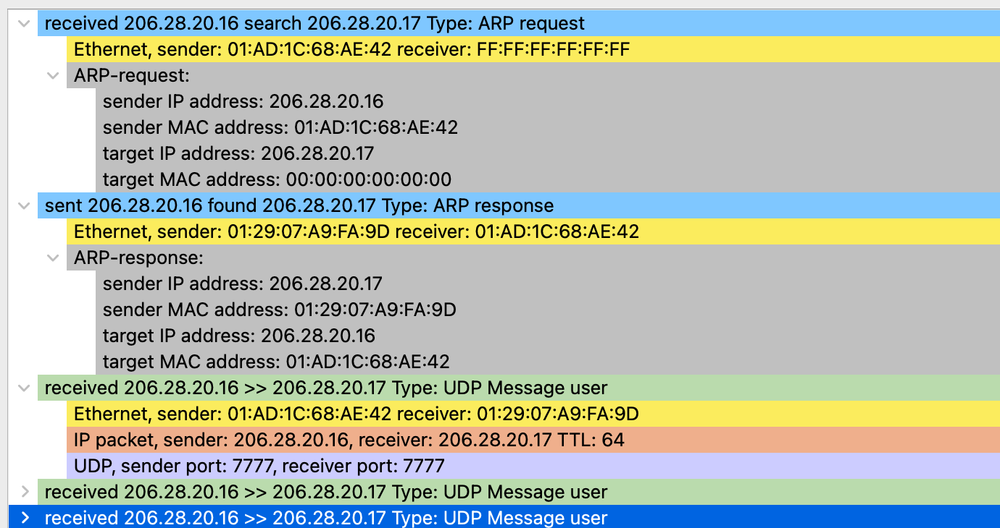 received 206.28.20.16 search 206.28.20.17 Type: ARP request
Ethernet, sender: 01:AD:1C:68:AE:42 receiver: FF:FF:FF:FF:FF:FF
ARP-request:
sender IP address: 206.28.20.16
sender MAC address: 01:AD:1C:68:AE:42
target IP address: 206.28.20.17
target MAC address: 00:00:00:00:00:00
sent 206.28.20.16 found 206.28.20.17 Type: ARP response
Ethernet, sender: 01:29:07:A9:FA:9D receiver: 01:AD:1C:68:AE:42
ARP-response:
sender IP address: 206.28.20.17
sender MAC address: 01:29:07:A9:FA:9D
target IP address: 206.28.20.16
target MAC address: 01:AD:1C:68:AE:42
received 206.28.20.16 >> 206.28.20.17 Type: UDP Message user
Ethernet, sender: 01:AD:1C:68:AE:42 receiver: 01:29:07:A9:FA:9D
IP packet, sender: 206.28.20.16, receiver: 206.28.20.17 TTL: 64
UDP, sender port: 7777, receiver port: 7777
received 206.28.20.16 >> 206.28.20.17 Type: UDP Message user
received 206.28.20.16 >> 206.28.20.17 Type: UDP Message user